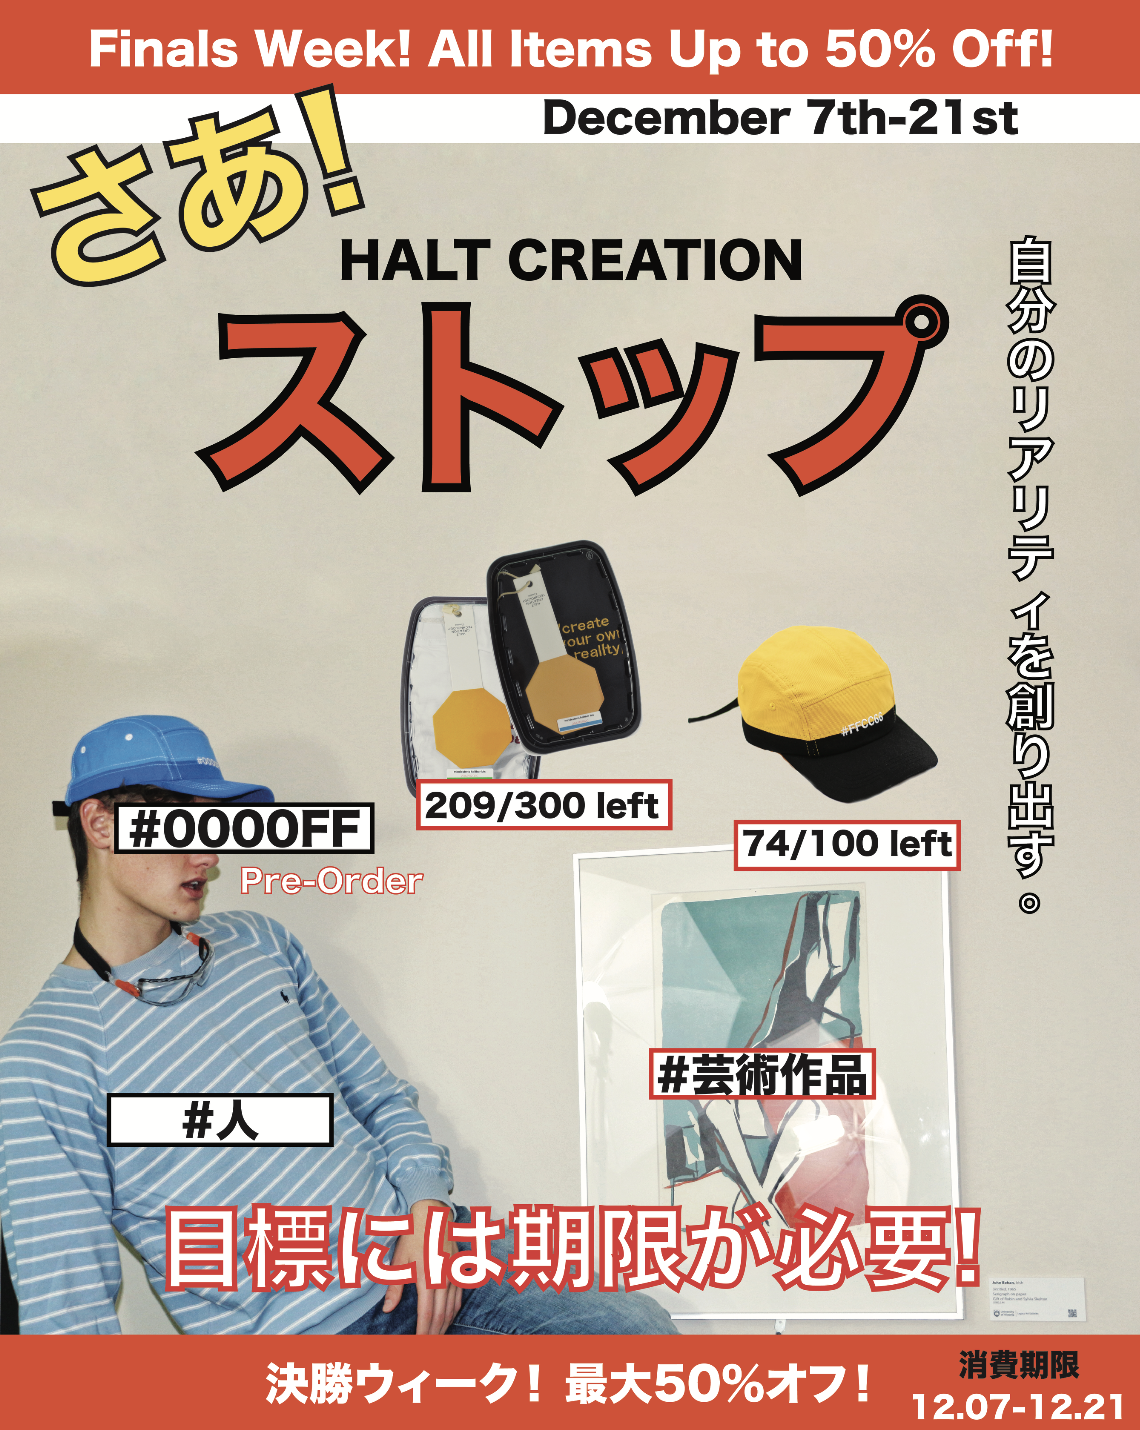 Finals Week! All Items Up to 50% Off!
December 7th-21st
さあ!
HALT CREATION
ストップ
自分のリアリティを創り出す。
create
your own
reality
#FFCC00
#0000
209/300 left
74/100 left
#0000FF
Pre-Order
#芸術作品
#人
目標には期限が必要!
決勝ウィーク! 最大50%オフ!
消費期限
12.07-12.21